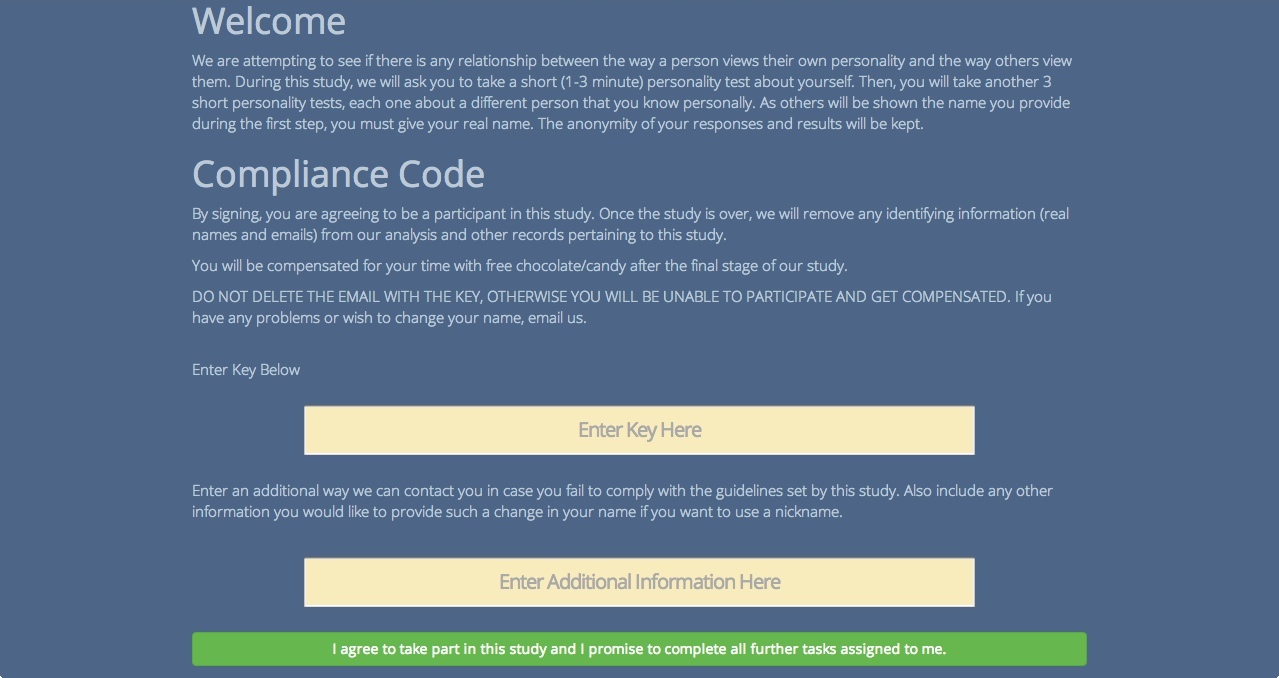 Welcome
We are attempting to see if there is any relationship between the way a person views their own personality and the way others view
them. During this study, we will ask you to take a short (1-3 minute) personality test about yourself. Then, you will take another 3
short personality tests, each one about a different person that you know personally. As others will be shown the name you provide
during the first step, you must give your real name. The anonymity of your responses and results will be kept.
Compliance Code
By signing, you are agreeing to be a participant in this study. Once the study is over, we will remove any identifying information (real
names and emails) from our analysis and other records pertaining to this study.
You will be compensated for your time with free chocolate/candy after the final stage of our study.
DO NOT DELETE THE EMAIL WITH THE KEY, OTHERWISE YOU WILL BE UNABLE TO PARTICIPATE AND GET COMPENSATED. If you
have any problems or wish to change your name, email us.
Enter Key Below
Enter Key Here
Enter an additional way we can contact you in case you fail to comply with the guidelines set by this study. Also include any other
information you would like to provide such a change in your name if you want to use a nickname.
Enter Additional Information Here
I agree to take part in this study and I promise to complete all further tasks assigned to me.